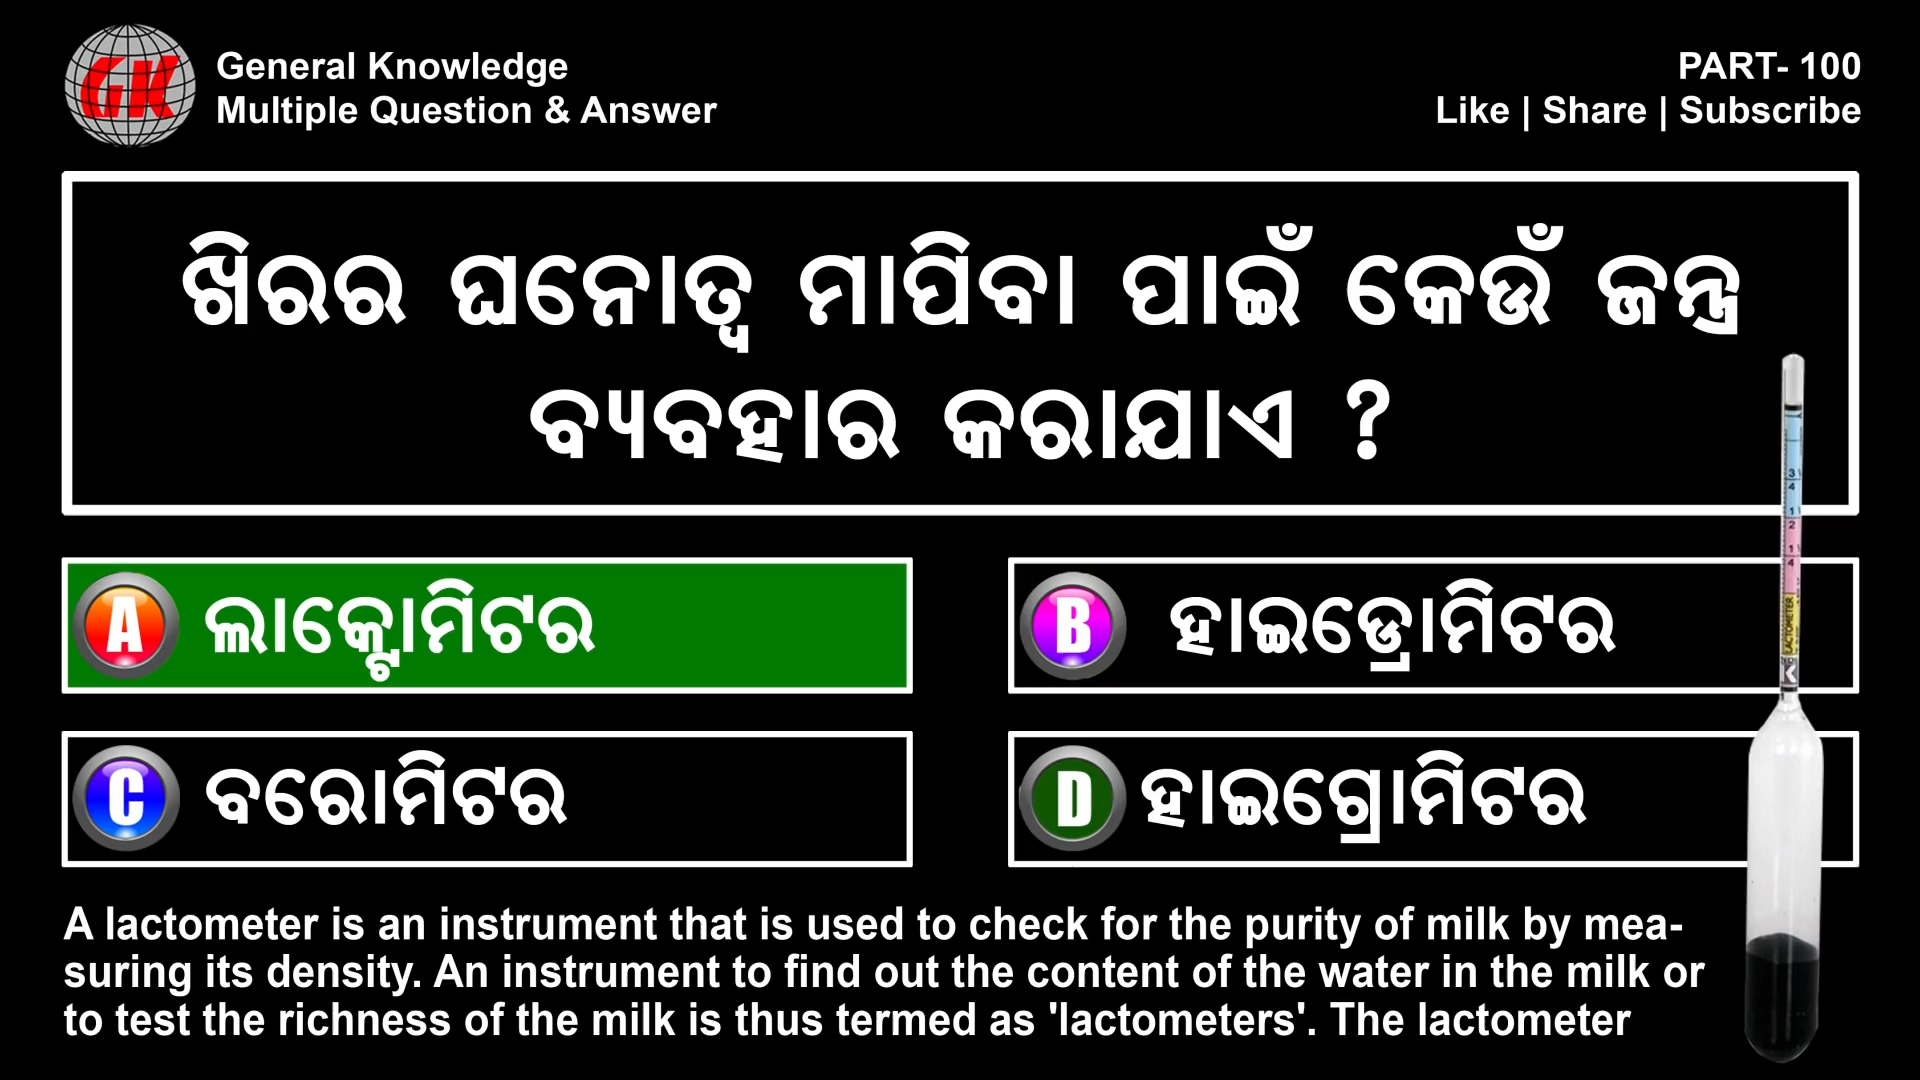 GK
General Knowledge
Multiple Question & Answer
PART- 100
Like | Share | Subscribe
ଖିରର ଘନୋତ୍ୱ ମାପିବା ପାଇଁ କେଉଁ ଜନ୍ତ୍ର
ବ୍ୟବହାର କରାଯାଏ ?
A ଲାକ୍ଟୋମିଟର
B ହାଇଡ୍ରୋମିଟର
C ବରୋମିଟର
D ହାଇଗ୍ରୋମିଟର
A lactometer is an instrument that is used to check for the purity of milk by mea-
suring its density. An instrument to find out the content of the water in the milk or
to test the richness of the milk is thus termed as 'lactometers'. The lactometer
LACTOMETER